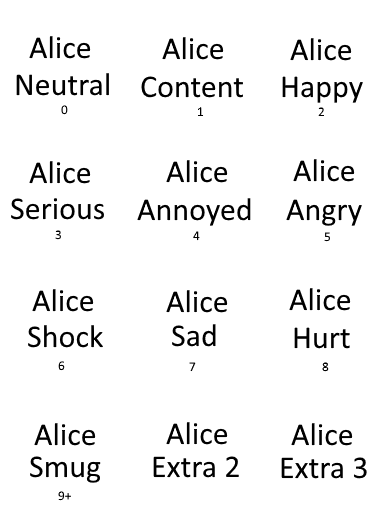 Alice Neutral
0
Alice Content
1
Alice Happy
2
Alice Serious
3
Alice Annoyed
4
Alice Angry
5
Alice Shock
6
Alice Sad
7
Alice Hurt
8
Alice Smug
9+
Alice Extra 2
Alice Extra 3